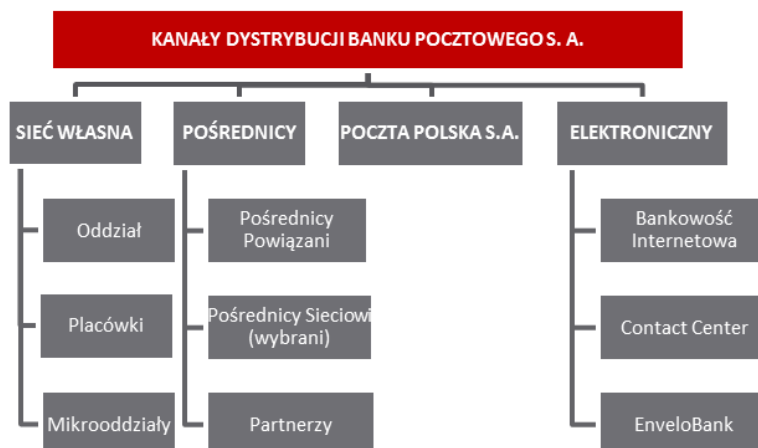 KANAŁY DYSTRYBUCJI BANKU POCZTOWEGO S. A.
SIEĆ WŁASNA
POŚREDNICY
POCZTA POLSKA S.A.
ELEKTRONICZNY
Oddział
Placówki
Mikrooddziały
Pośrednicy
Powiązani
Pośrednicy Sieciowi
(wybrani)
Partnerzy
Bankowość
Internetowa
Contact Center
EnveloBank